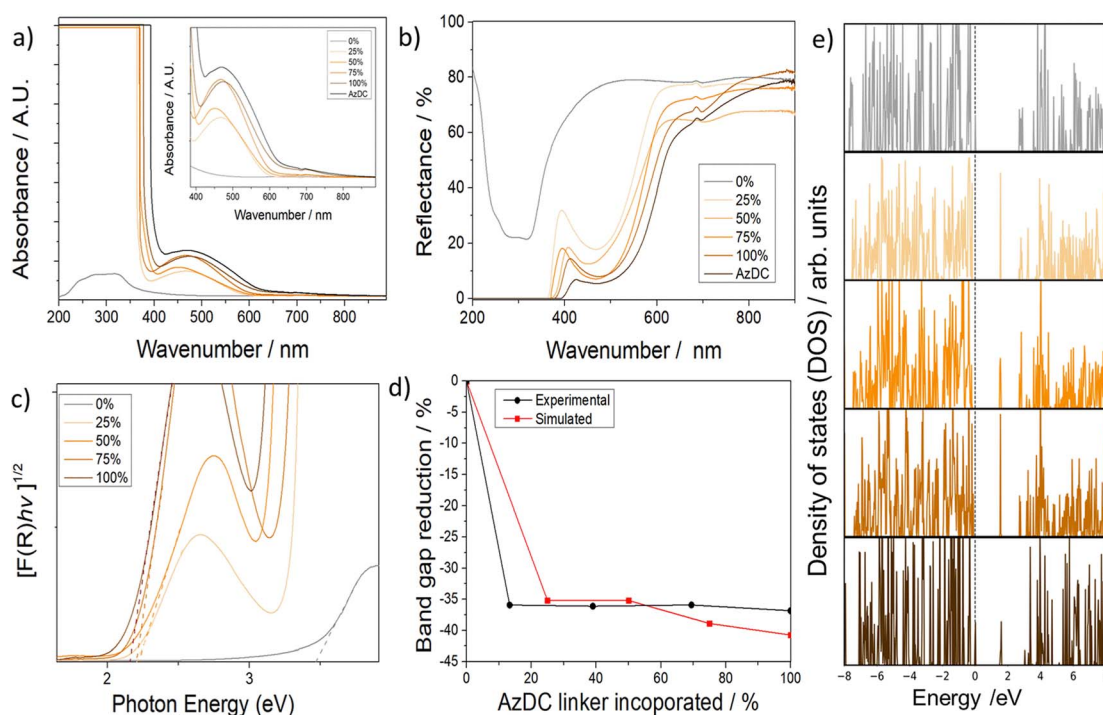 a)
Absorbance / A.U.
0%
25%
50%
75%
100%
AzDC
Absorbance / A.U.
400 500 600 700 800
Wavenumber / nm
200 300 400 500 600 700 800
Wavenumber / nm
b)
Reflectance / %
100
80
60
40
20
0
0%
25%
50%
75%
100%
AzDC
200 400 600 800
Wavenumber / nm
c)
[F(R)hν]1/2
0%
25%
50%
75%
100%
2 3
Photon Energy (eV)
d)
Band gap reduction / %
0
-5
-10
-15
-20
-25
-30
-35
-40
-45
Experimental
Simulated
0 20 40 60 80 100
AzDC linker incoporated / %
e)
Density of states (DOS) / arb. units
−8 −6 −4 −2 0 2 4 6
Energy /eV